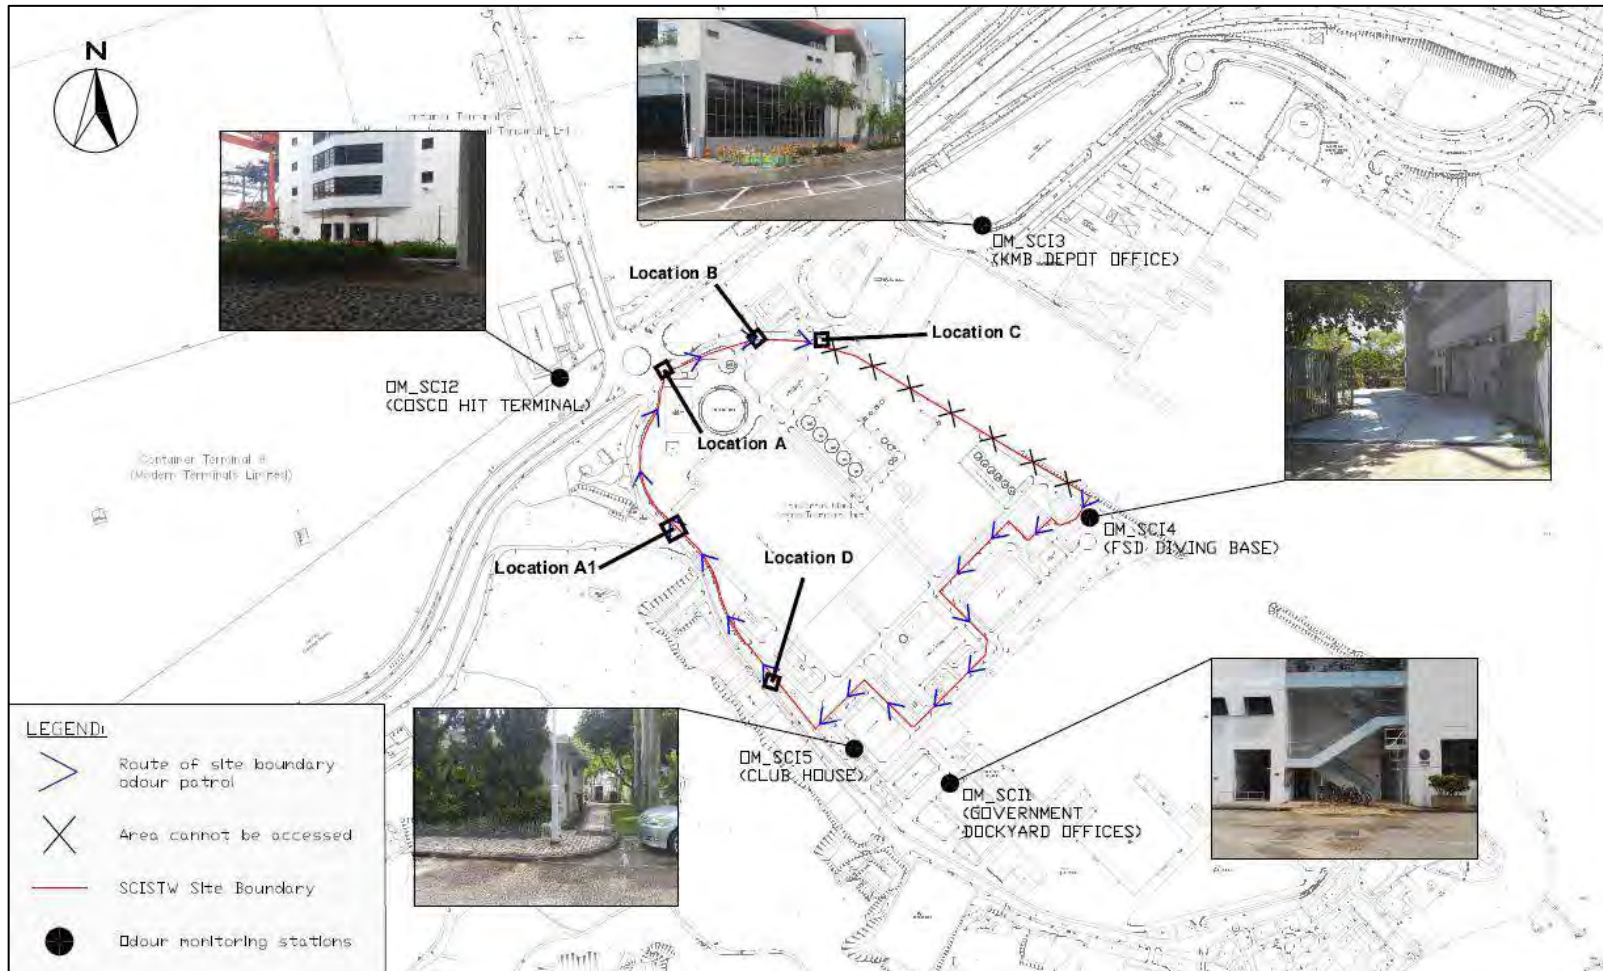 N
Location B
Location C
Location A
Location A1
Location D
OM_SCI3
(KMB DEPOT OFFICE)
OM_SCI2
(COSCO HIT TERMINAL)
Container Terminal 8
(Modern Terminals Limited)
OM_SCI4
(FSD DIVING BASE)
OM_SCI5
(CLUB HOUSE)
OM_SCI1
(GOVERNMENT
DOCKYARD OFFICES)
LEGEND:
Route of site boundary
odour patrol
Area cannot be accessed
SCISTW Site Boundary
Odour monitoring stations